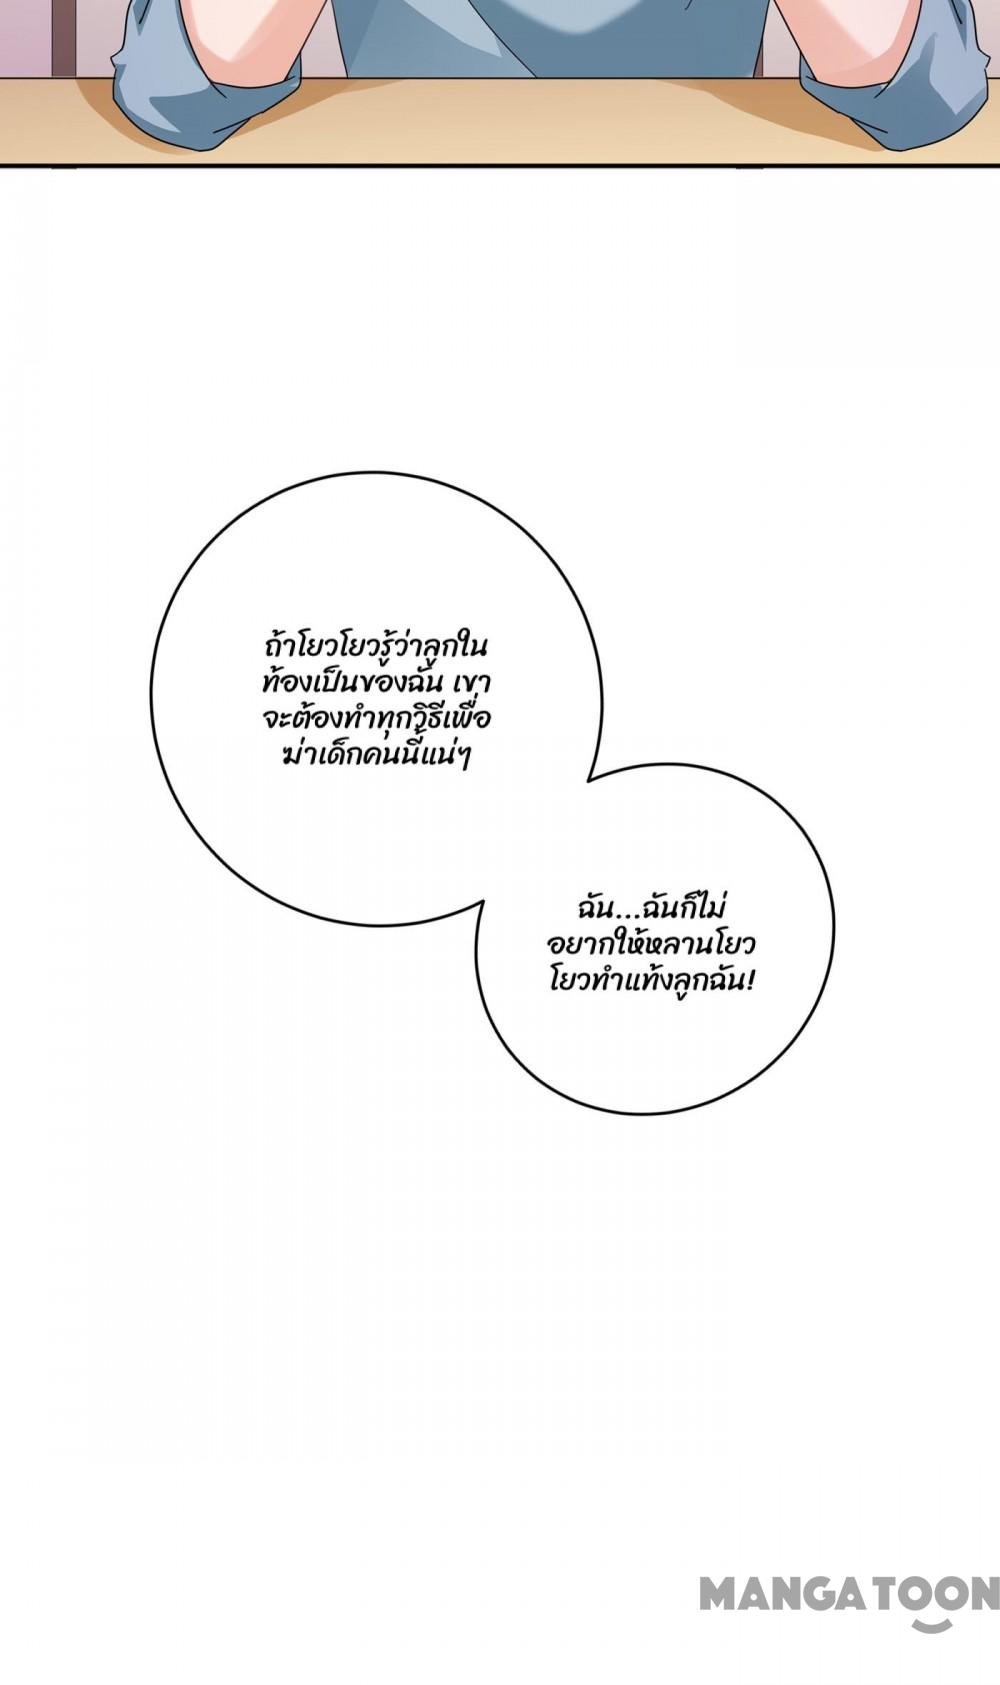 ถ้าโยวโยวรู้ว่าลูกใน
ท้องเป็นของฉัน เขา
จะต้องทำทุกวิธีเพื่อ
ฆ่าเด็กคนนี้แน่ๆ
ฉัน...ฉันก็ไม่
อยากให้หลานโยว
โยวทำแท้งลูกฉัน!
MANGATOON